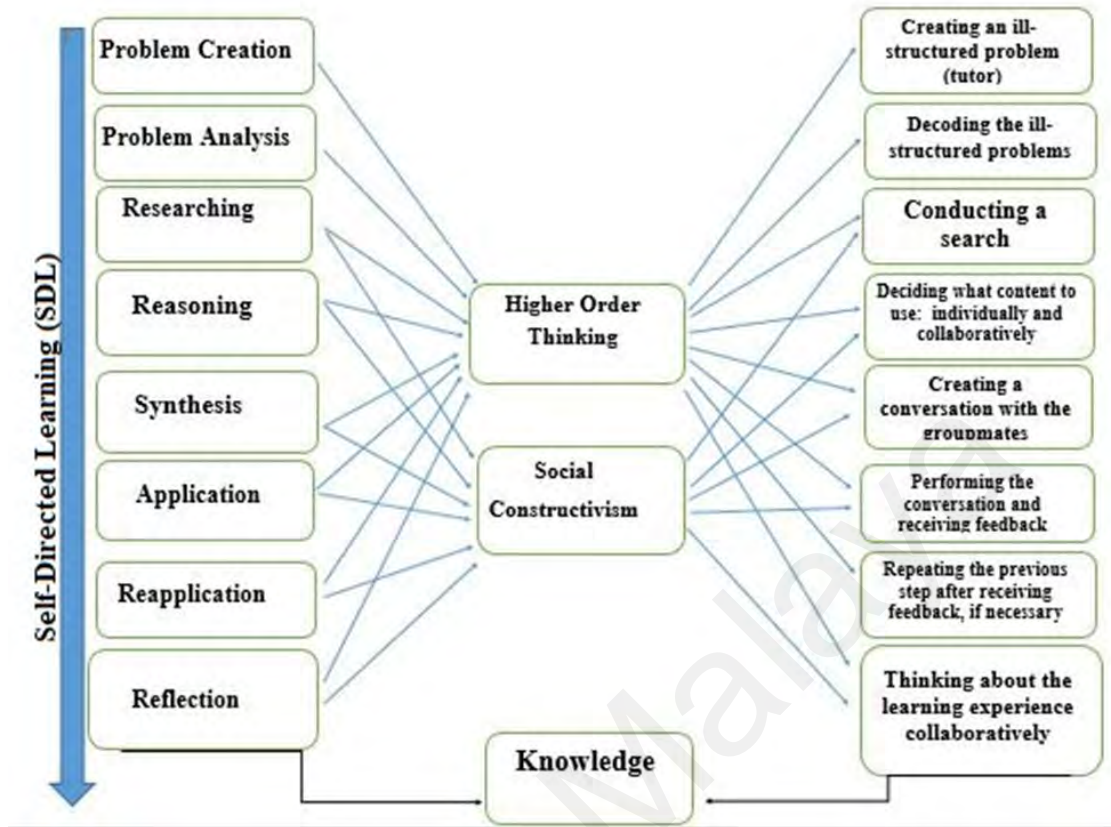 Self-Directed Learning (SDL)
Problem Creation
Problem Analysis
Researching
Reasoning
Synthesis
Application
Reapplication
Reflection
Higher Order
Thinking
Social
Constructivism
Knowledge
Creating an ill-
structured problem
(tutor)
Decoding the ill-
structured problems
Conducting a
search
Deciding what content to
use: individually and
collaboratively
Creating a
conversation with the
groupmates
Performing the
conversation and
receiving feedback
Repeating the previous
step after receiving
feedback, if necessary
Thinking about the
learning experience
collaboratively
Malaya